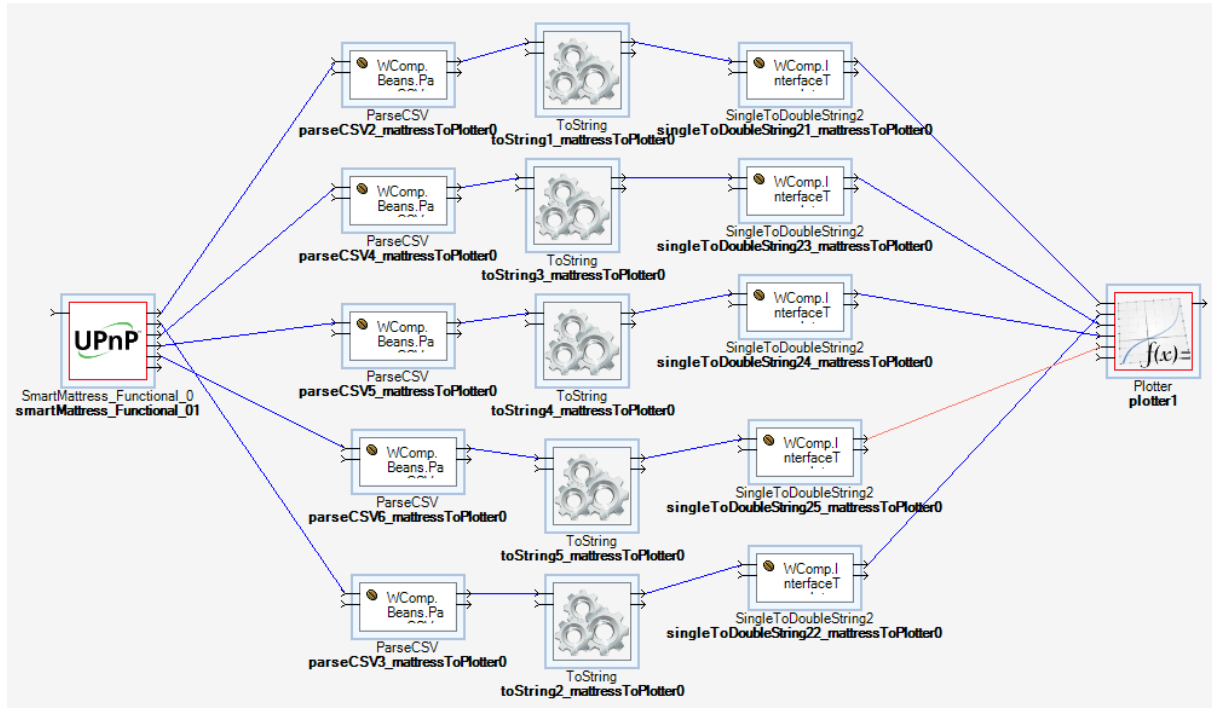 WComp.
Beans.Pa
ParseCSV
parseCSV2_mattressToPlotter0
ToString
toString1_mattressToPlotter0
WComp.I
nterfaceT
SingleToDoubleString2
singleToDoubleString21_mattressToPlotter0
WComp.
Beans.Pa
ParseCSV
parseCSV4_mattressToPlotter0
ToString
toString3_mattressToPlotter0
WComp.I
nterfaceT
SingleToDoubleString2
singleToDoubleString23_mattressToPlotter0
UPnP
SmartMattress_Functional_0
smartMattress_Functional_01
WComp.
Beans.Pa
ParseCSV
parseCSV5_mattressToPlotter0
ToString
toString4_mattressToPlotter0
WComp.I
nterfaceT
SingleToDoubleString2
singleToDoubleString24_mattressToPlotter0
f(x)=
Plotter
plotter1
WComp.
Beans.Pa
ParseCSV
parseCSV6_mattressToPlotter0
ToString
toString5_mattressToPlotter0
WComp.I
nterfaceT
SingleToDoubleString2
singleToDoubleString25_mattressToPlotter0
WComp.
Beans.Pa
ParseCSV
parseCSV3_mattressToPlotter0
ToString
toString2_mattressToPlotter0
WComp.I
nterfaceT
SingleToDoubleString2
singleToDoubleString22_mattressToPlotter0